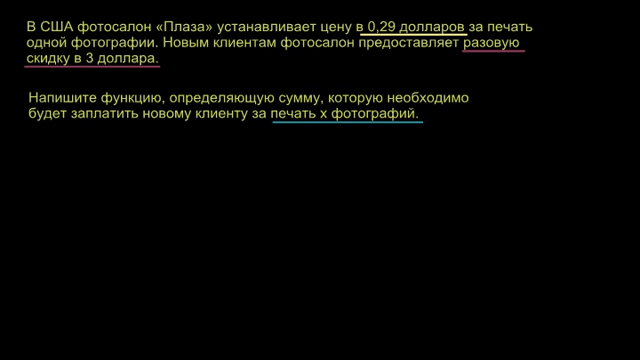 В США фотосалон «Плаза» устанавливает цену в 0,29 долларов за печать
одной фотографии. Новым клиентам фотосалон предоставляет разовую
скидку в 3 доллара.
Напишите функцию, определяющую сумму, которую необходимо
будет заплатить новому клиенту за печать х фотографий.